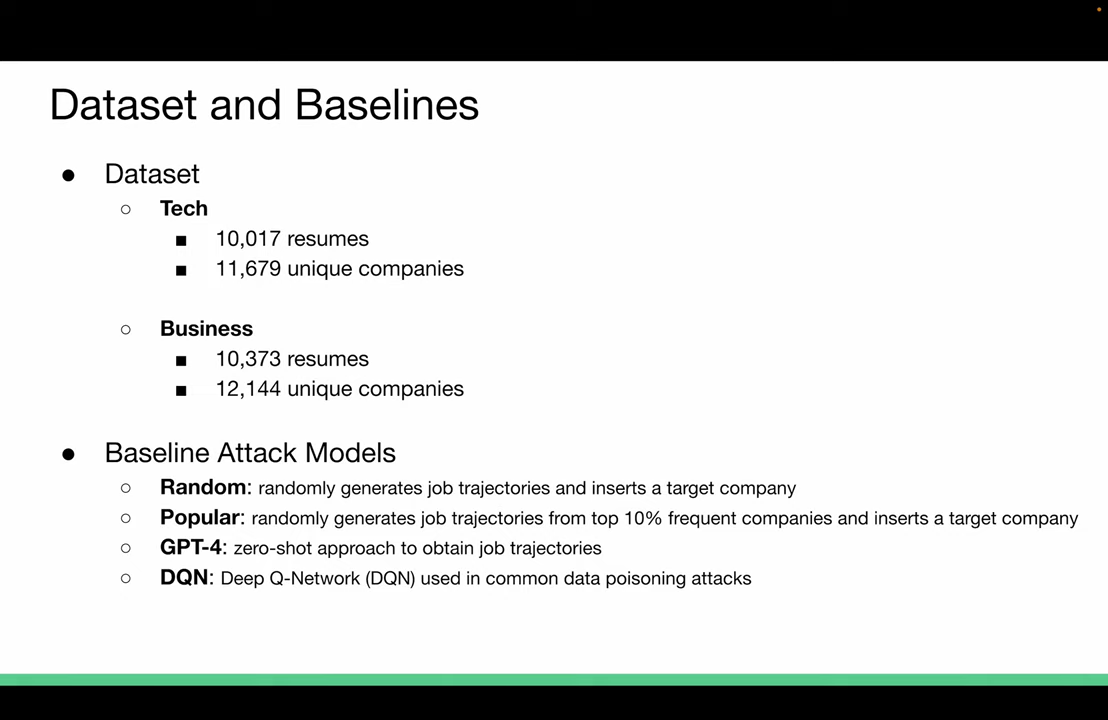 Dataset and Baselines
● Dataset
○ Tech
■ 10,017 resumes
■ 11,679 unique companies
○ Business
■ 10,373 resumes
■ 12,144 unique companies
● Baseline Attack Models
○ Random: randomly generates job trajectories and inserts a target company
○ Popular: randomly generates job trajectories from top 10% frequent companies and inserts a target company
○ GPT-4: zero-shot approach to obtain job trajectories
○ DQN: Deep Q-Network (DQN) used in common data poisoning attacks